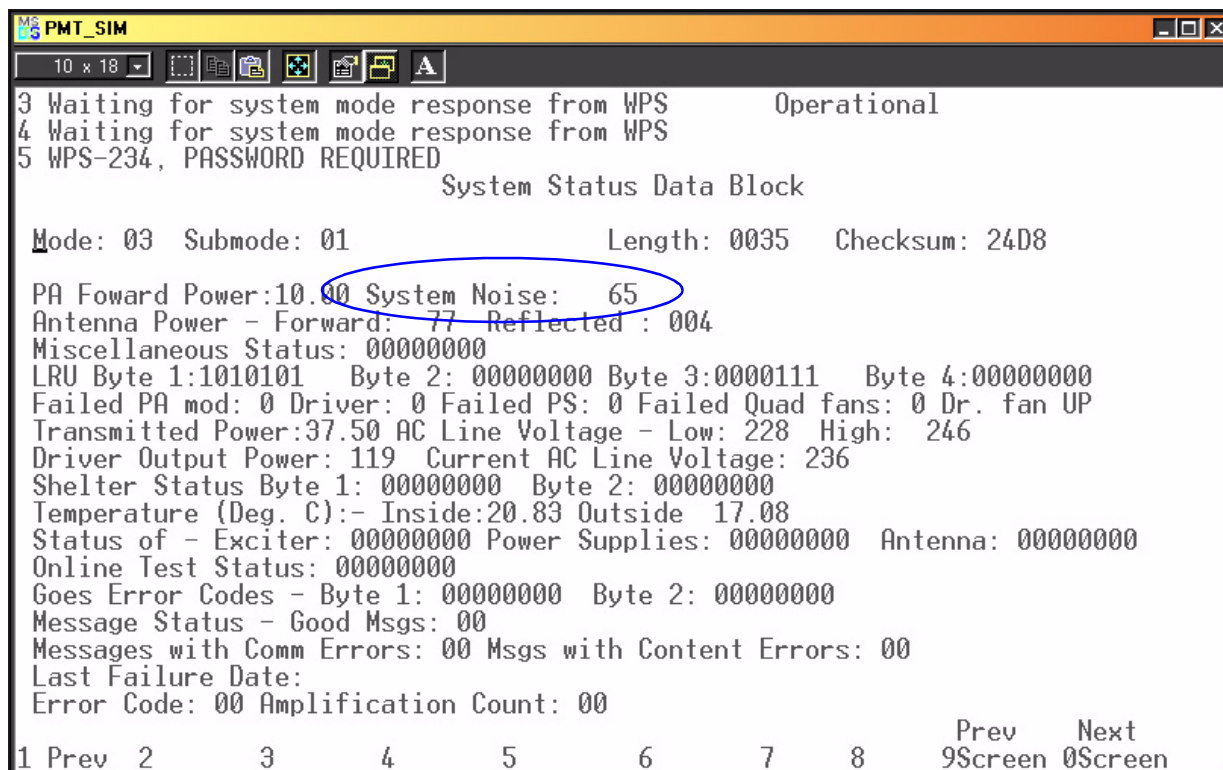 PMT_SIM
10 x 18 A
3 Waiting for system mode response from WPS Operational
4 Waiting for system mode response from WPS
5 WPS-234, PASSWORD REQUIRED
System Status Data Block
Mode: 03 Submode: 01 Length: 0035 Checksum: 24D8
PA Foward Power:10.00 System Noise: 65
Antenna Power - Forward: 77 Reflected : 004
Miscellaneous Status: 00000000
LRU Byte 1:1010101 Byte 2: 00000000 Byte 3:0000111 Byte 4:00000000
Failed PA mod: 0 Driver: 0 Failed PS: 0 Failed Quad fans: 0 Dr. fan UP
Transmitted Power:37.50 AC Line Voltage - Low: 228 High: 246
Driver Output Power: 119 Current AC Line Voltage: 236
Shelter Status Byte 1: 00000000 Byte 2: 00000000
Temperature (Deg. C):- Inside:20.83 Outside 17.08
Status of - Exciter: 00000000 Power Supplies: 00000000 Antenna: 00000000
Online Test Status: 00000000
Goes Error Codes - Byte 1: 00000000 Byte 2: 00000000
Message Status - Good Msgs: 00
Messages with Comm Errors: 00 Msgs with Content Errors: 00
Last Failure Date:
Error Code: 00 Amplification Count: 00
Prev Next
1 Prev 2 3 4 5 6 7 8 9Screen 0Screen